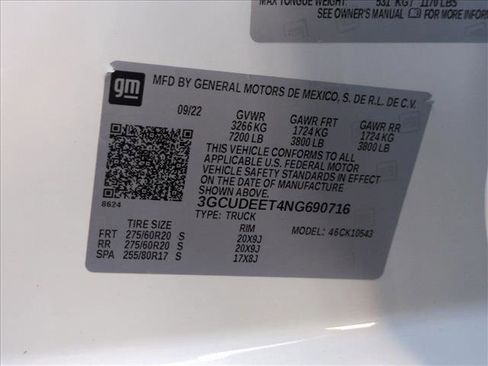 MAX TONGUE WEIGHT: 531 KG 1170 LBS
SEE OWNER'S MANUAL FOR MORE INFOR
gm
MFD BY GENERAL MOTORS DE MEXICO, S. DE R.L. DE C.V.
09/22 GVWR GAWR FRT GAWR RR
3266 KG 1724 KG 1724 KG
7200 LB 3800 LB 3800 LB
THIS VEHICLE CONFORMS TO ALL
APPLICABLE U.S. FEDERAL MOTOR
VEHICLE SAFETY STANDARDS IN
EFFECT ON THE DATE OF
MANUFACTURE SHOWN ABOVE.
3GCUDEET4NG690716
8624
TYPE: TRUCK
MODEL: 46CK10543
TIRE SIZE RIM
FRT 275/60R20 S 20X9J
RR 275/60R20 S 20X9J
SPA 255/80R17 S 17X8J